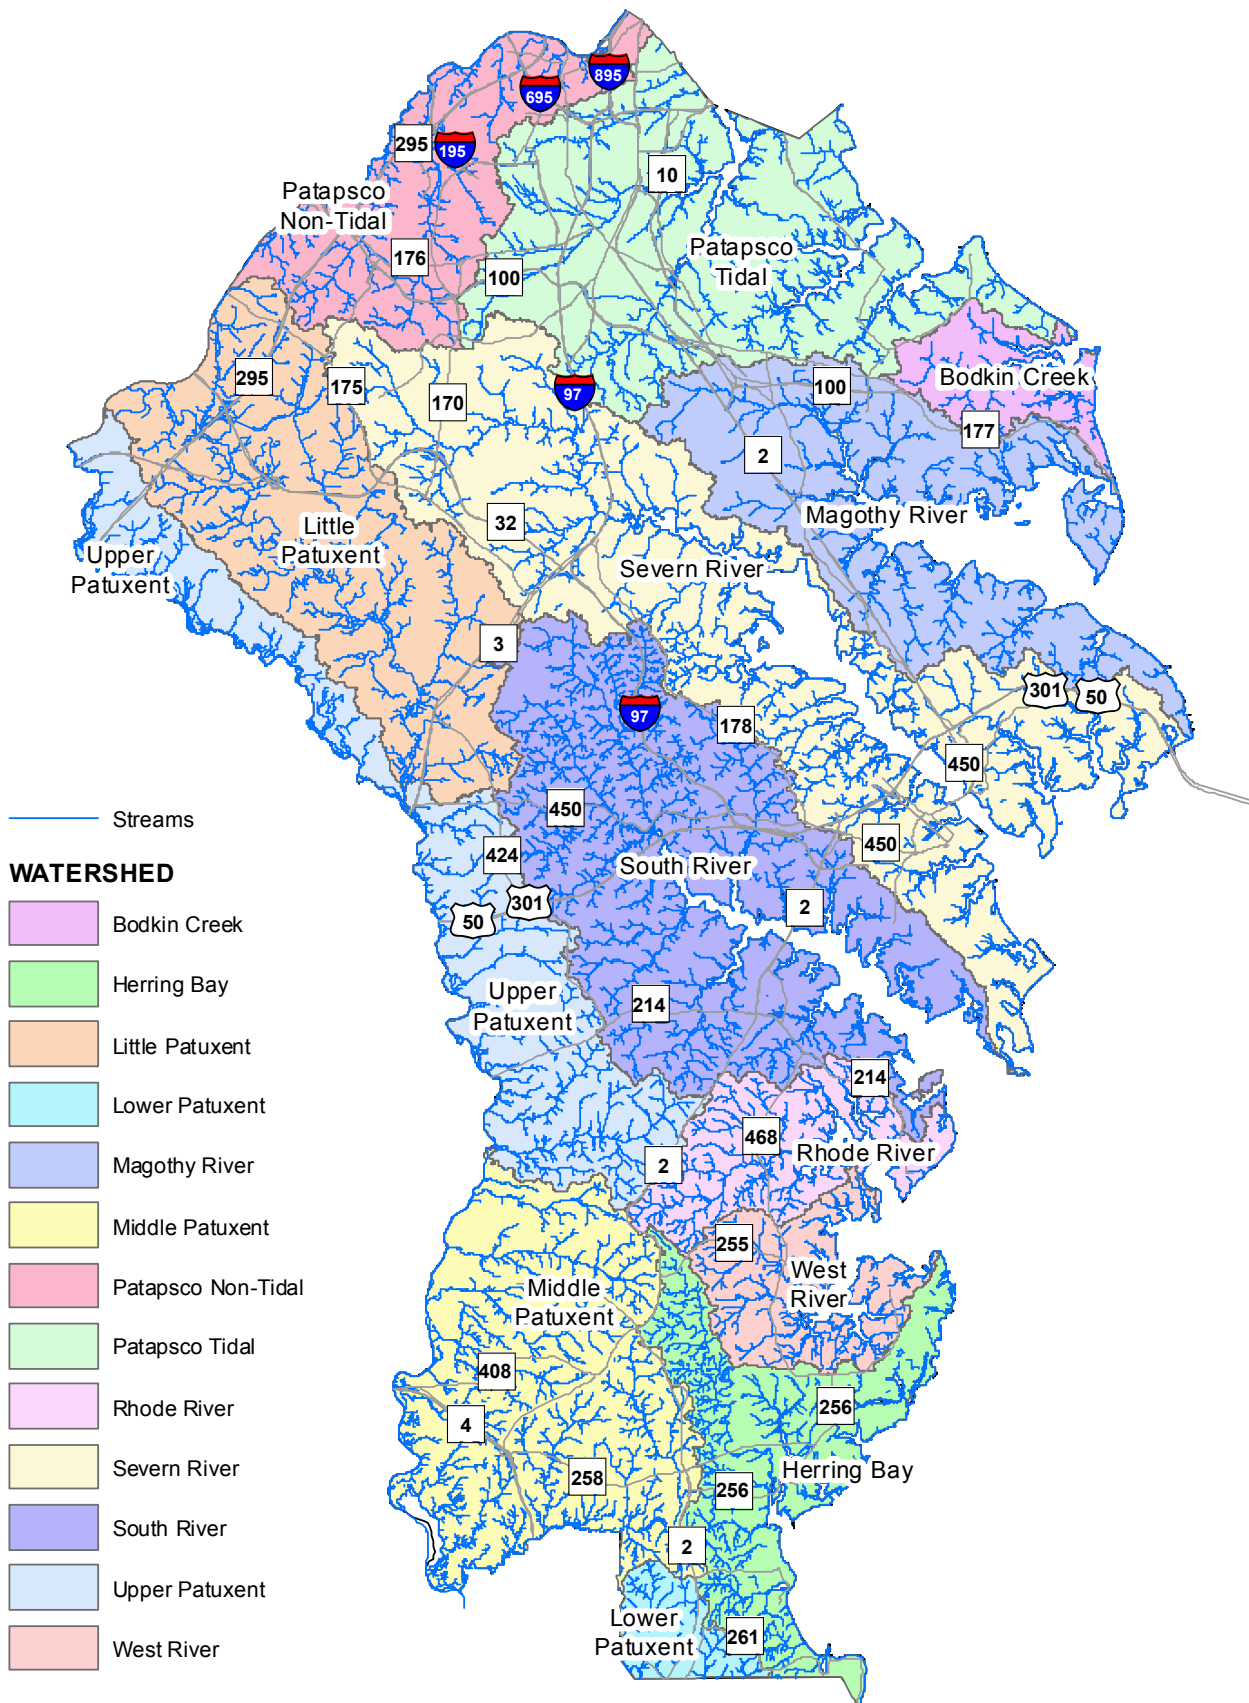 895
695
295
195
10
Patapsco
Non-Tidal
176
Patapsco
Tidal
100
295
175
170
97
100
Bodkin Creek
177
2
Magothy River
32
Little
Patuxent
Upper
Patuxent
Severn River
3
301
50
97
178
450
450
Streams
424
450
South River
WATERSHED
301
50
2
Bodkin Creek
Herring Bay
Upper
Patuxent
214
Little Patuxent
214
Lower Patuxent
468
Rhode River
2
Magothy River
Middle Patuxent
255
West
River
Patapsco Non-Tidal
Middle
Patuxent
Patapsco Tidal
408
Rhode River
256
4
Severn River
258
Herring Bay
256
South River
2
Upper Patuxent
Lower
Patuxent
261
West River